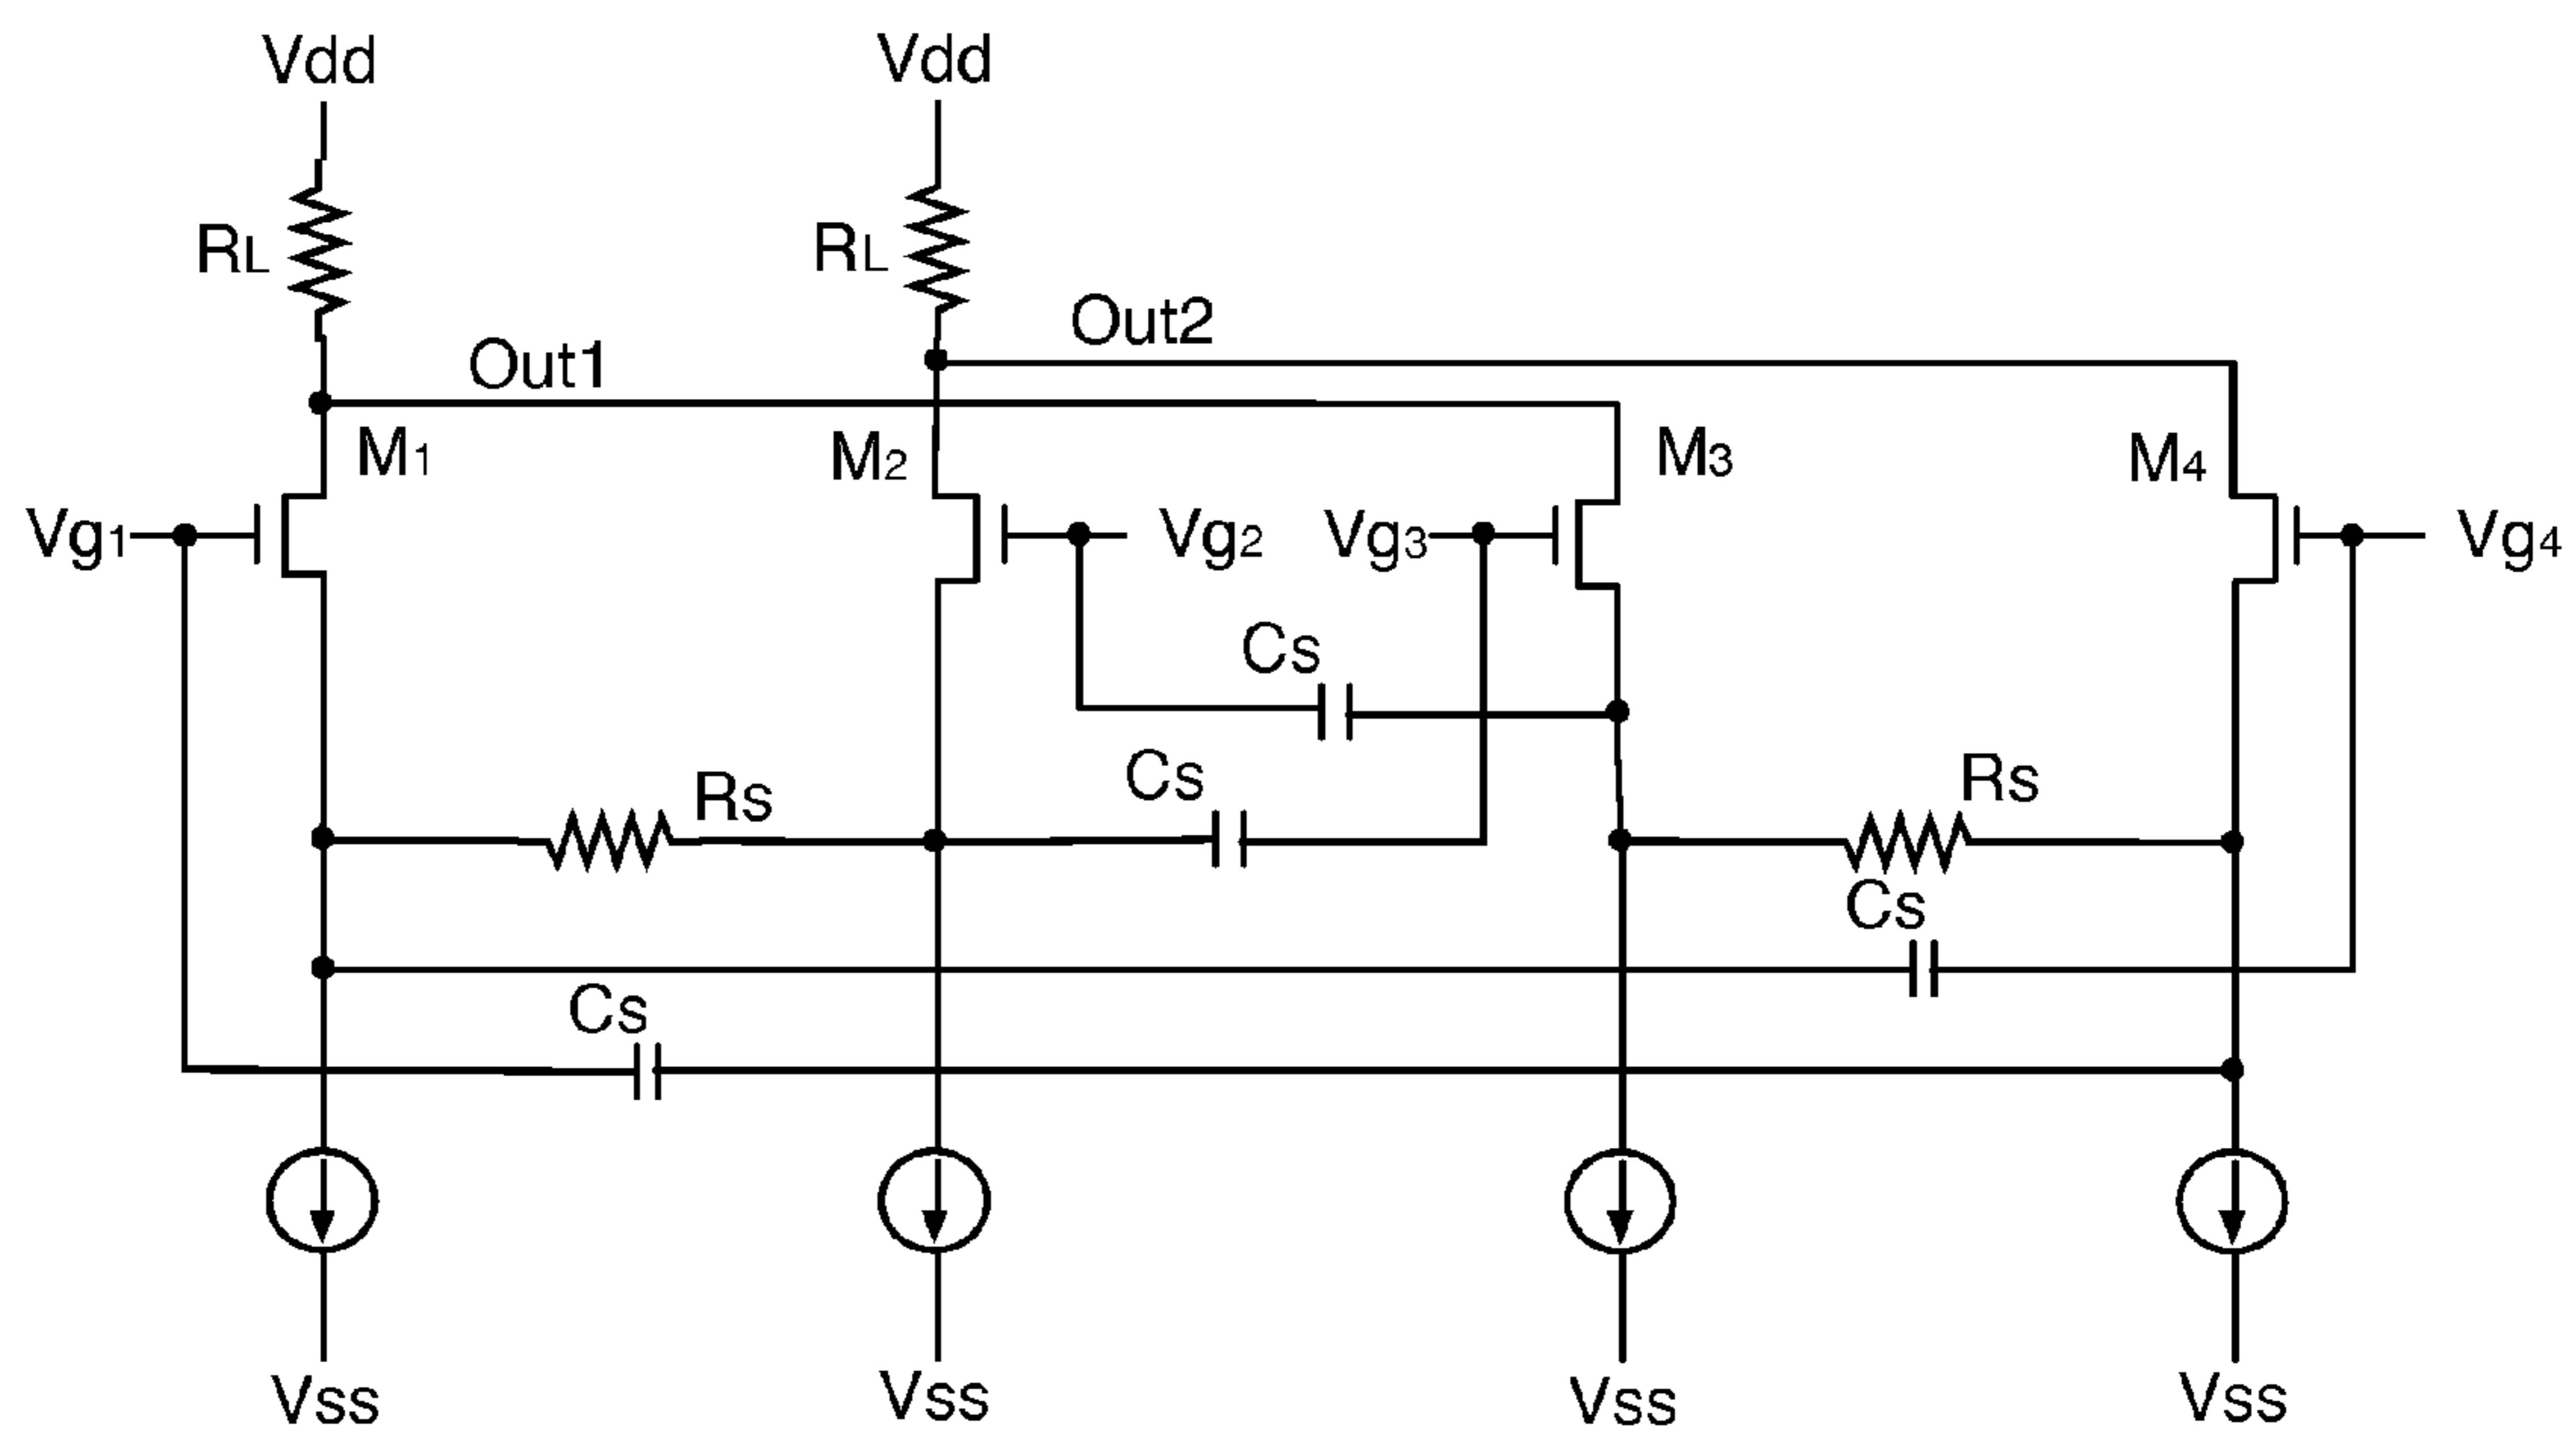 Vdd Vdd
RL RL
Out2
Out1
M1 M2 M3 M4
Vg1 Vg2 Vg3 Vg4
Cs
Rs Cs Rs
Cs
Cs
Vss Vss Vss Vss